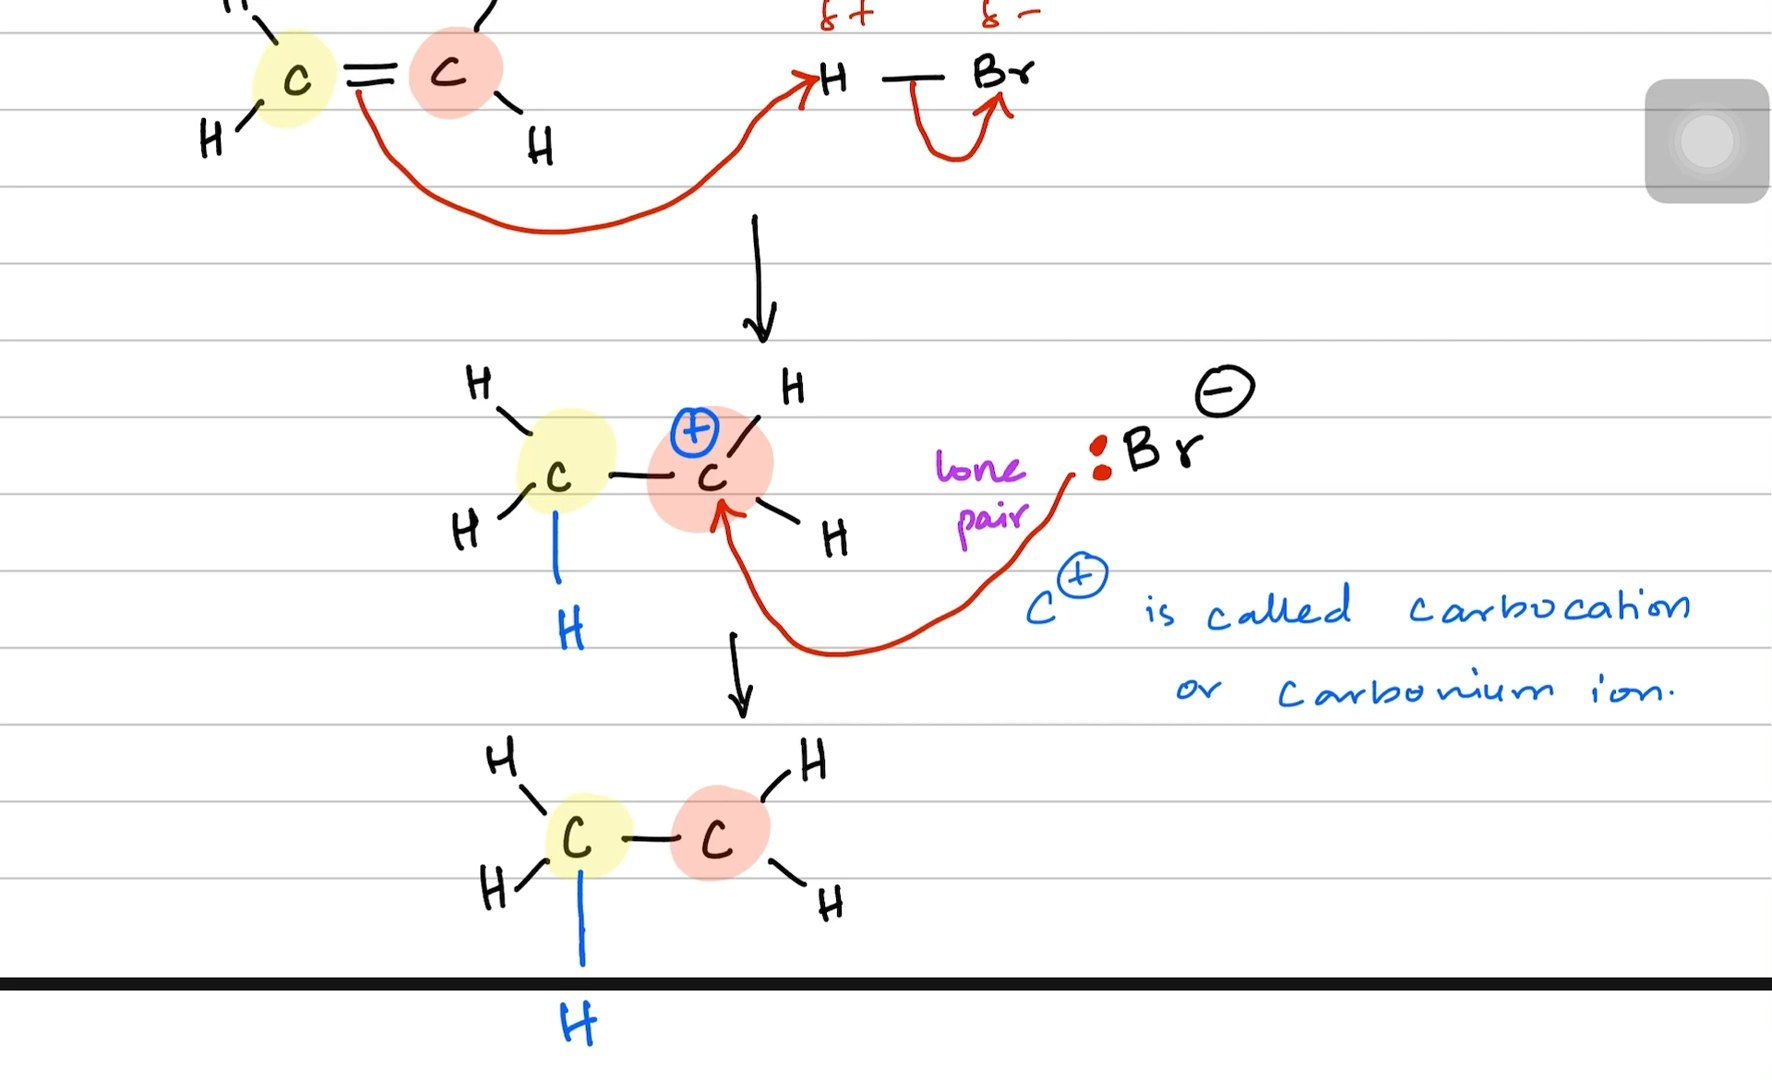 H δ+ δ-
C = C H — Br
H H
H H ⊖
⊕ :Br
C — C lone
H H pair
H
C⊕ is called carbocation
or carbonium ion.
H H
C — C
H H
H